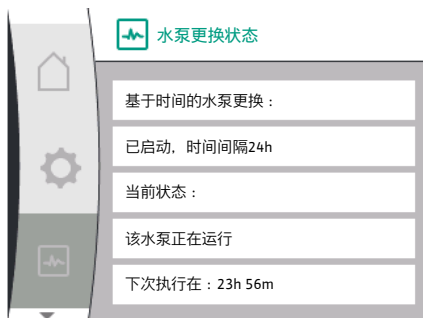 水泵更换状态
基于时间的水泵更换：
已启动，时间间隔24h
当前状态：
该水泵正在运行
下次执行在：23h 56m